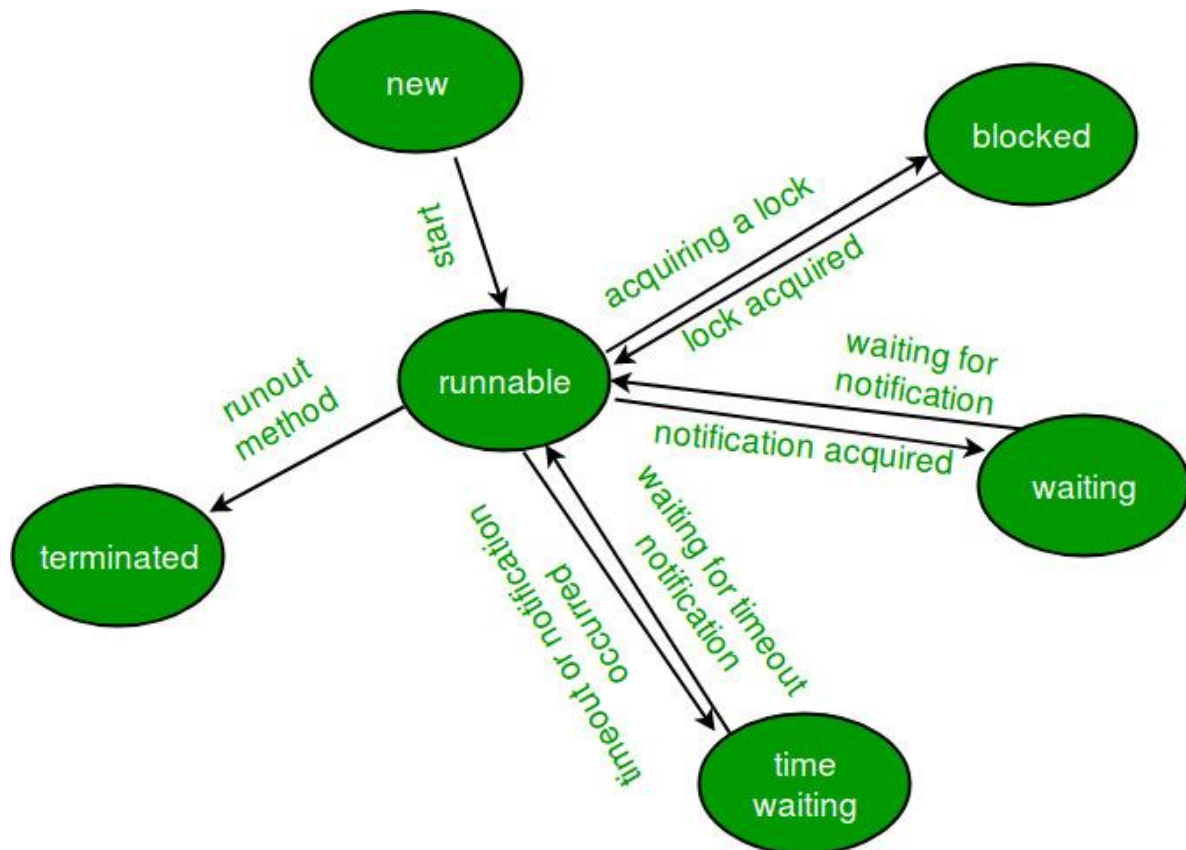 new
blocked
start
acquiring a lock
lock acquired
runnable
waiting for
notification
notification acquired
waiting
runout
method
terminated
timeout or notification
occurred
waiting for timeout
notification
time
waiting